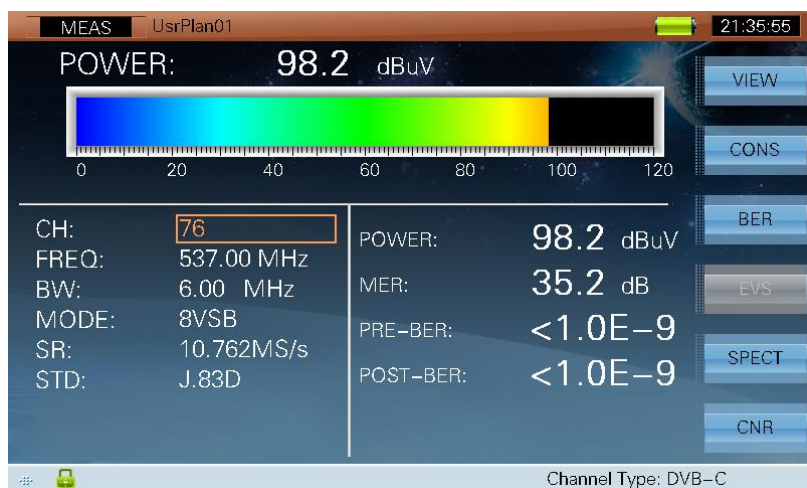 MEAS UsrPlan01 21:35:55
POWER: 98.2 dBuV
0 20 40 60 80 100 120
VIEW
CONS
BER
EVS
SPECT
CNR
CH: 76
FREQ: 537.00 MHz
BW: 6.00 MHz
MODE: 8VSB
SR: 10.762MS/s
STD: J.83D
POWER: 98.2 dBuV
MER: 35.2 dB
PRE-BER: <1.0E-9
POST-BER: <1.0E-9
Channel Type: DVB-C